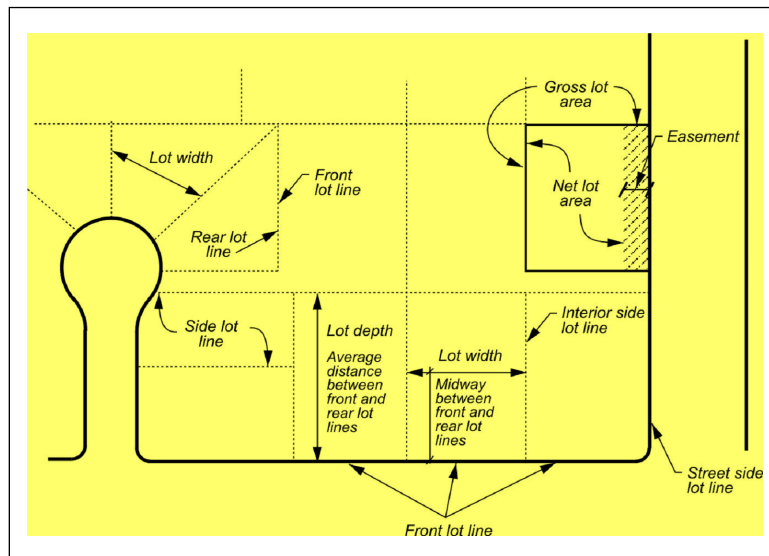 Gross lot
area
Easement
Lot width
Front
lot line
Net lot
area
Rear lot
line
Side lot
line
Lot depth
Average
distance
between
front and
rear lot
lines
Lot width
Midway
between
front and
rear lot
lines
Interior side
lot line
Street side
lot line
Front lot line